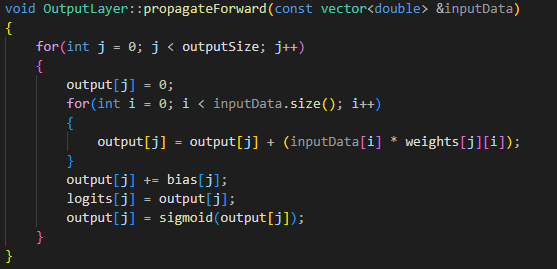 void OutputLayer::propagateForward(const vector<double> &inputData)
{
    for(int j = 0; j < outputSize; j++)
    {
        output[j] = 0;
        for(int i = 0; i < inputData.size(); i++)
        {
            output[j] = output[j] + (inputData[i] * weights[j][i]);
        }
        output[j] += bias[j];
        logits[j] = output[j];
        output[j] = sigmoid(output[j]);
    }
}